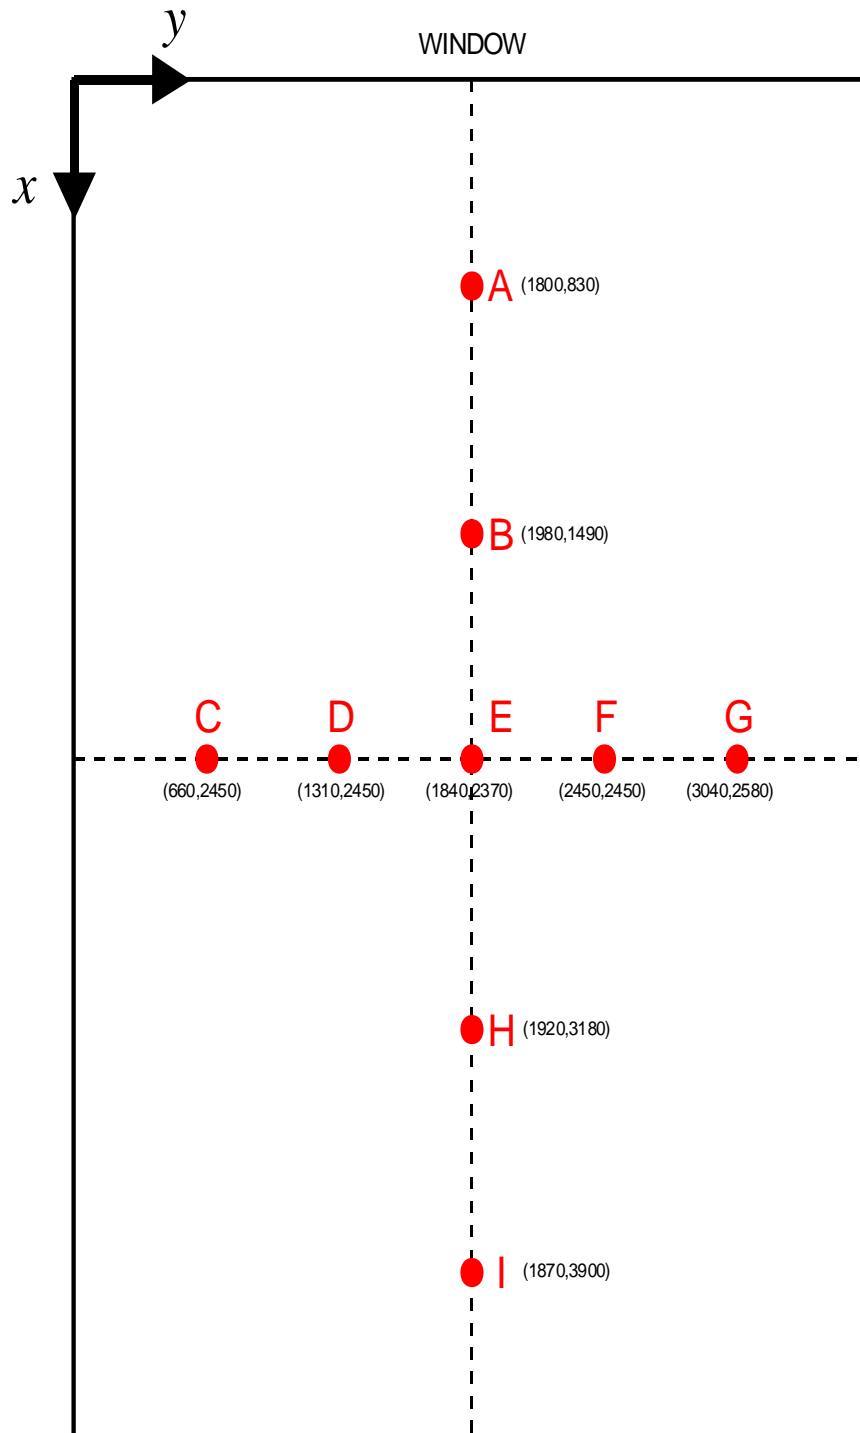 y
WINDOW
x
A (1800,830)
B (1980,1490)
C D E F G
(660,2450) (1310,2450) (1840,2370) (2450,2450) (3040,2580)
H (1920,3180)
I (1870,3900)